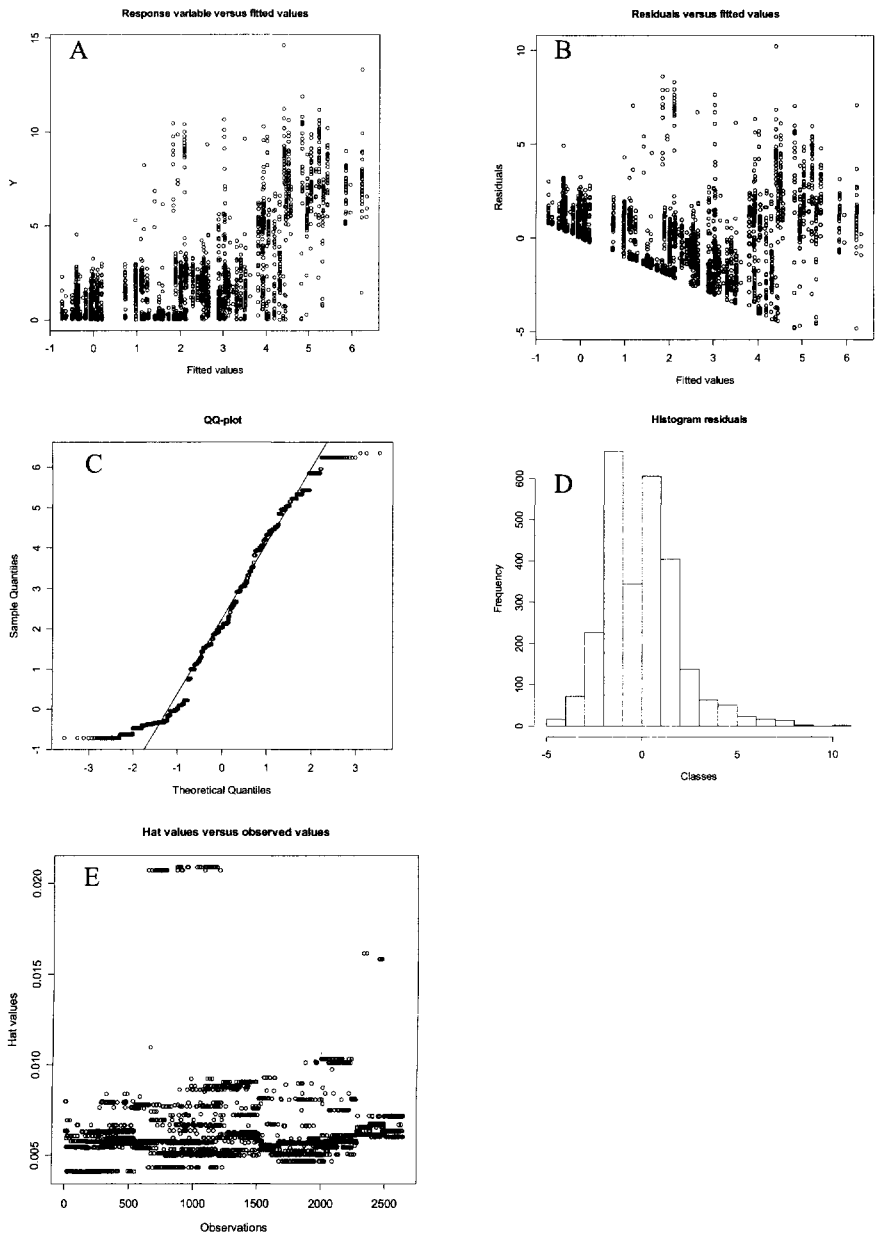 Response variable versus fitted values
A
15
10
5
0
Y
-1 0 1 2 3 4 5 6
Fitted values
Residuals versus fitted values
B
10
5
0
-5
Residuals
-1 0 1 2 3 4 5 6
Fitted values
QQ-plot
C
6
5
4
3
2
1
0
-1
Sample Quantiles
-3 -2 -1 0 1 2 3
Theoretical Quantiles
Histogram residuals
D
600
500
400
300
200
100
0
Frequency
-5 0 5 10
Classes
Hat values versus observed values
E
0.020
0.015
0.010
0.005
Hat values
0 500 1000 1500 2000 2500
Observations